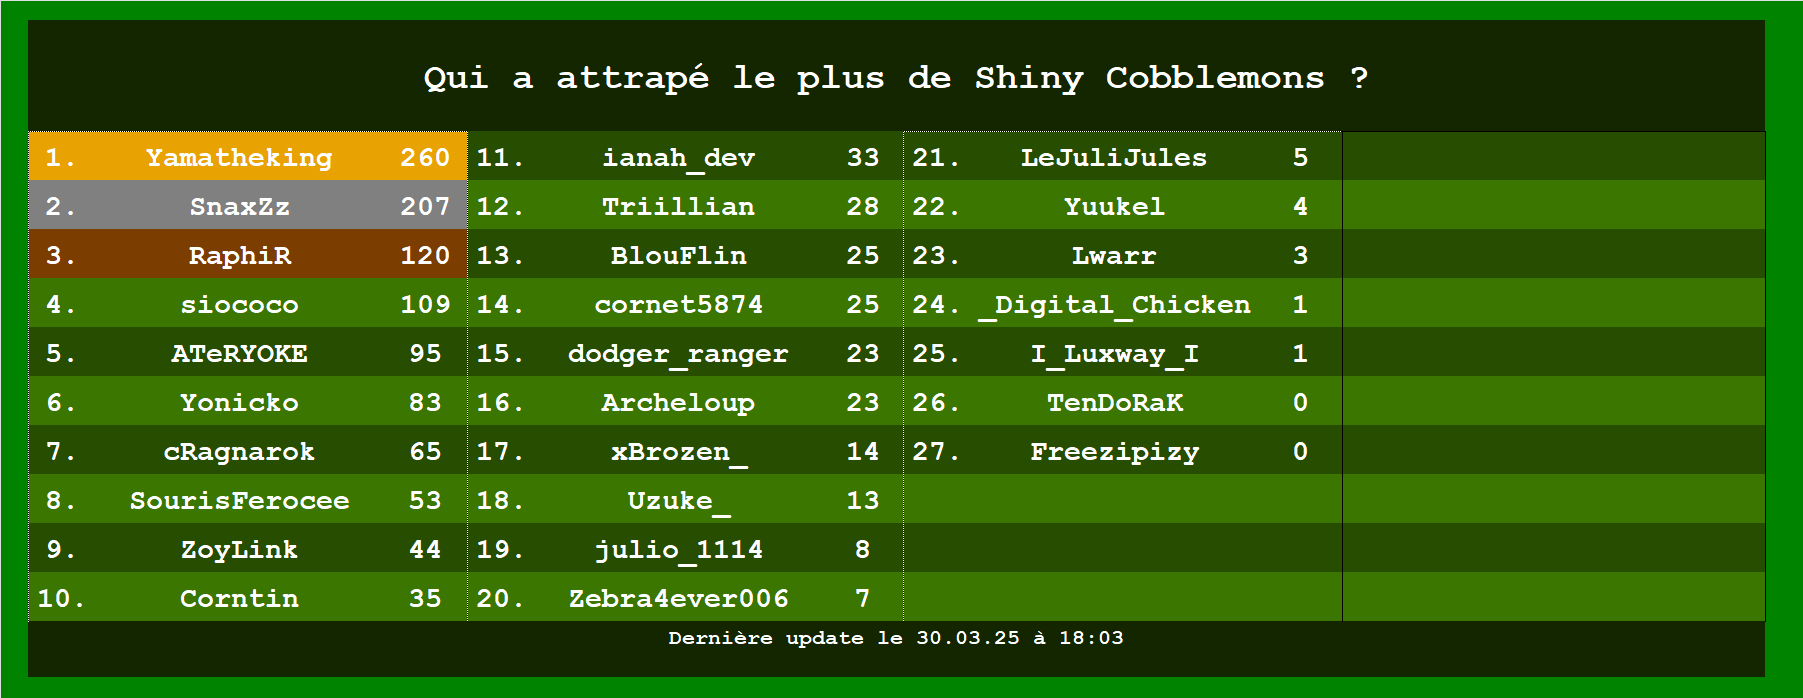 Qui a attrapé le plus de Shiny Cobblemons ?
1. Yamatheking 260
2. SnaxZz 207
3. RaphiR 120
4. siococo 109
5. ATeRYOKE 95
6. Yonicko 83
7. cRagnarok 65
8. SourisFerocee 53
9. ZoyLink 44
10. Corntin 35
11. ianah_dev 33
12. Triillian 28
13. BlouFlin 25
14. cornet5874 25
15. dodger_ranger 23
16. Archeloup 23
17. xBrozen_ 14
18. Uzuke_ 13
19. julio_1114 8
20. Zebra4ever006 7
21. LeJuliJules 5
22. Yuukel 4
23. Lwarr 3
24. _Digital_Chicken 1
25. I_Luxway_I 1
26. TenDoRaK 0
27. Freezipizy 0
Dernière update le 30.03.25 à 18:03